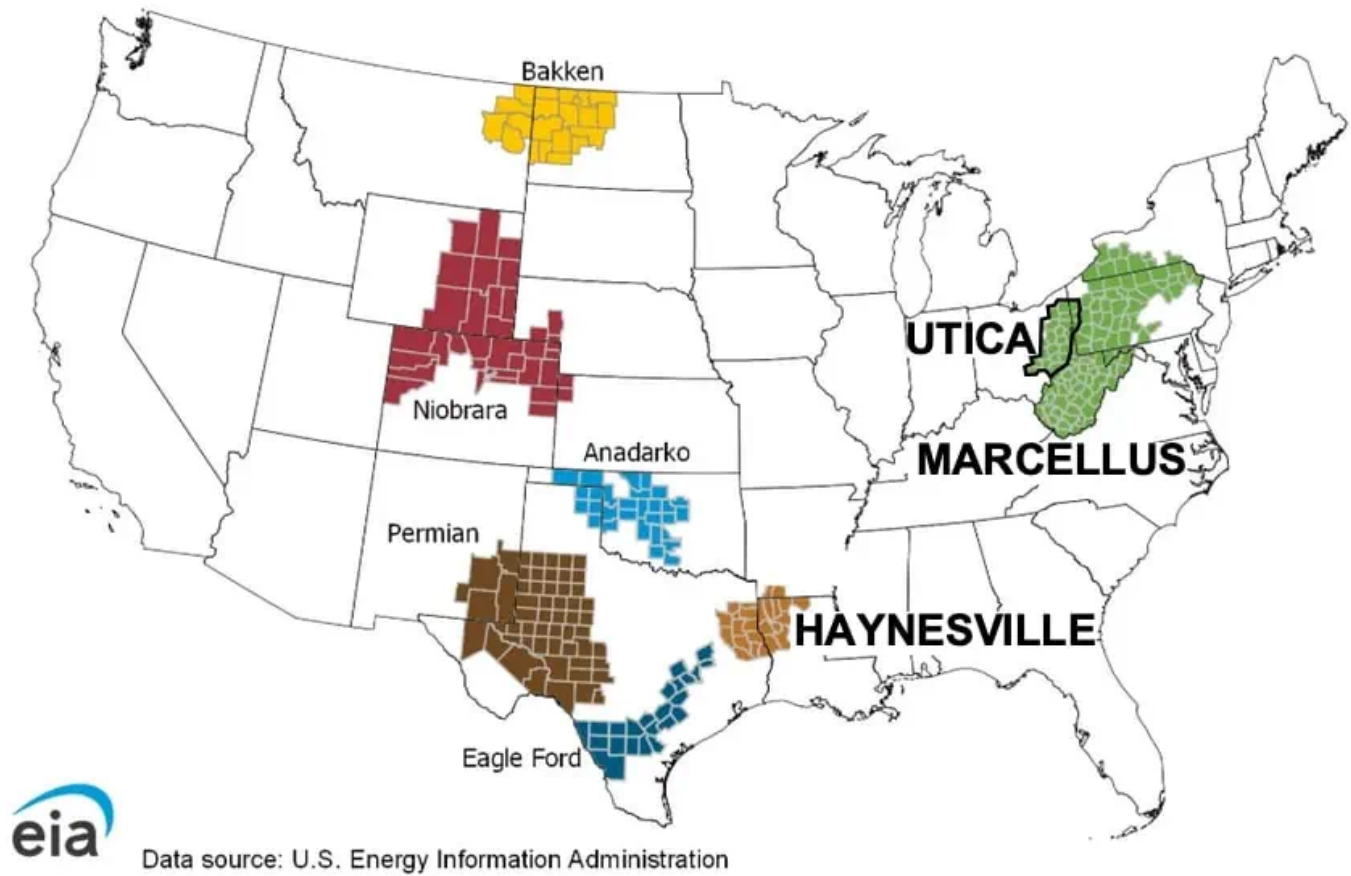 Bakken
UTICA
Niobrara
MARCELLUS
Anadarko
Permian
HAYNESVILLE
Eagle Ford
eia
Data source: U.S. Energy Information Administration